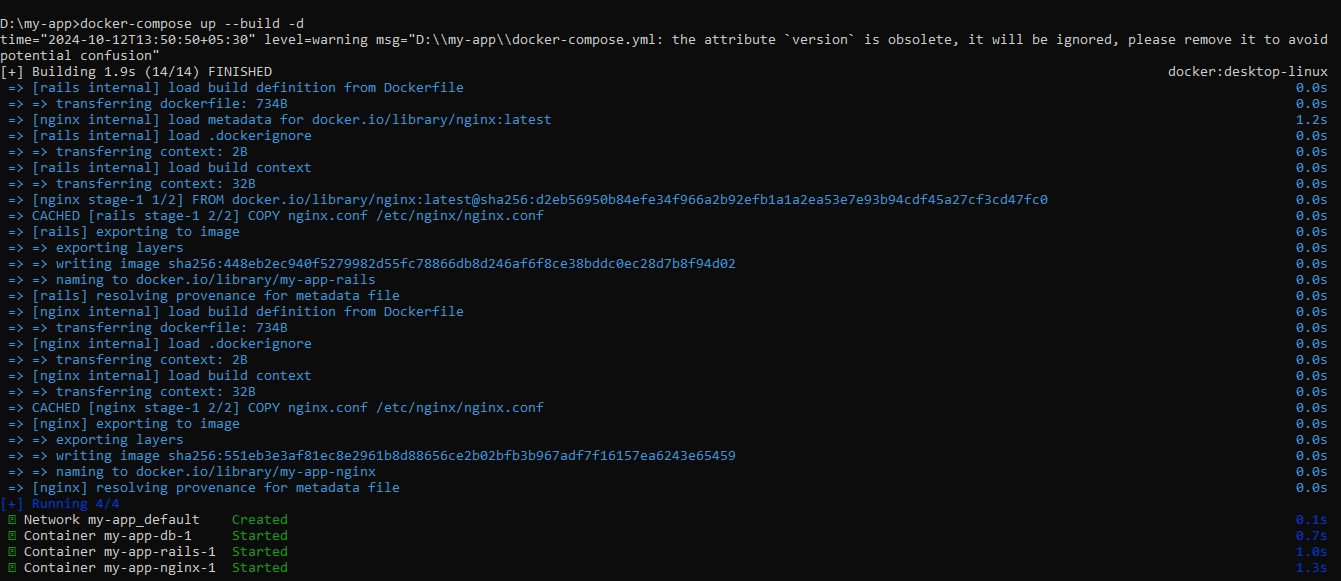 D:\my-app>docker-compose up --build -d
time="2024-10-12T13:50:50+05:30" level=warning msg="D:\\my-app\\docker-compose.yml: the attribute `version` is obsolete, it will be ignored, please remove it to avoid
potential confusion"
[+] Building 1.9s (14/14) FINISHED docker:desktop-linux
=> [rails internal] load build definition from Dockerfile 0.0s
=> => transferring dockerfile: 734B 0.0s
=> [nginx internal] load metadata for docker.io/library/nginx:latest 1.2s
=> [rails internal] load .dockerignore 0.0s
=> => transferring context: 2B 0.0s
=> [rails internal] load build context 0.0s
=> => transferring context: 32B 0.0s
=> [nginx stage-1 1/2] FROM docker.io/library/nginx:latest@sha256:d2eb56950b84efe34f966a2b92efb1a1a2ea53e7e93b94cdf45a27cf3cd47fc0 0.0s
=> CACHED [rails stage-1 2/2] COPY nginx.conf /etc/nginx/nginx.conf 0.0s
=> [rails] exporting to image 0.0s
=> => exporting layers 0.0s
=> => writing image sha256:448eb2ec940f5279982d55fc78866db8d246af6f8ce38bddc0ec28d7b8f94d02 0.0s
=> => naming to docker.io/library/my-app-rails 0.0s
=> [rails] resolving provenance for metadata file 0.0s
=> [nginx internal] load build definition from Dockerfile 0.0s
=> => transferring dockerfile: 734B 0.0s
=> [nginx internal] load .dockerignore 0.0s
=> => transferring context: 2B 0.0s
=> [nginx internal] load build context 0.0s
=> => transferring context: 32B 0.0s
=> CACHED [nginx stage-1 2/2] COPY nginx.conf /etc/nginx/nginx.conf 0.0s
=> [nginx] exporting to image 0.0s
=> => exporting layers 0.0s
=> => writing image sha256:551eb3e3af81ec8e2961b8d88656ce2b02bfb3b967adf7f16157ea6243e65459 0.0s
=> => naming to docker.io/library/my-app-nginx 0.0s
=> [nginx] resolving provenance for metadata file 0.0s
[+] Running 4/4
Network my-app_default Created 0.1s
Container my-app-db-1 Started 0.7s
Container my-app-rails-1 Started 1.0s
Container my-app-nginx-1 Started 1.3s